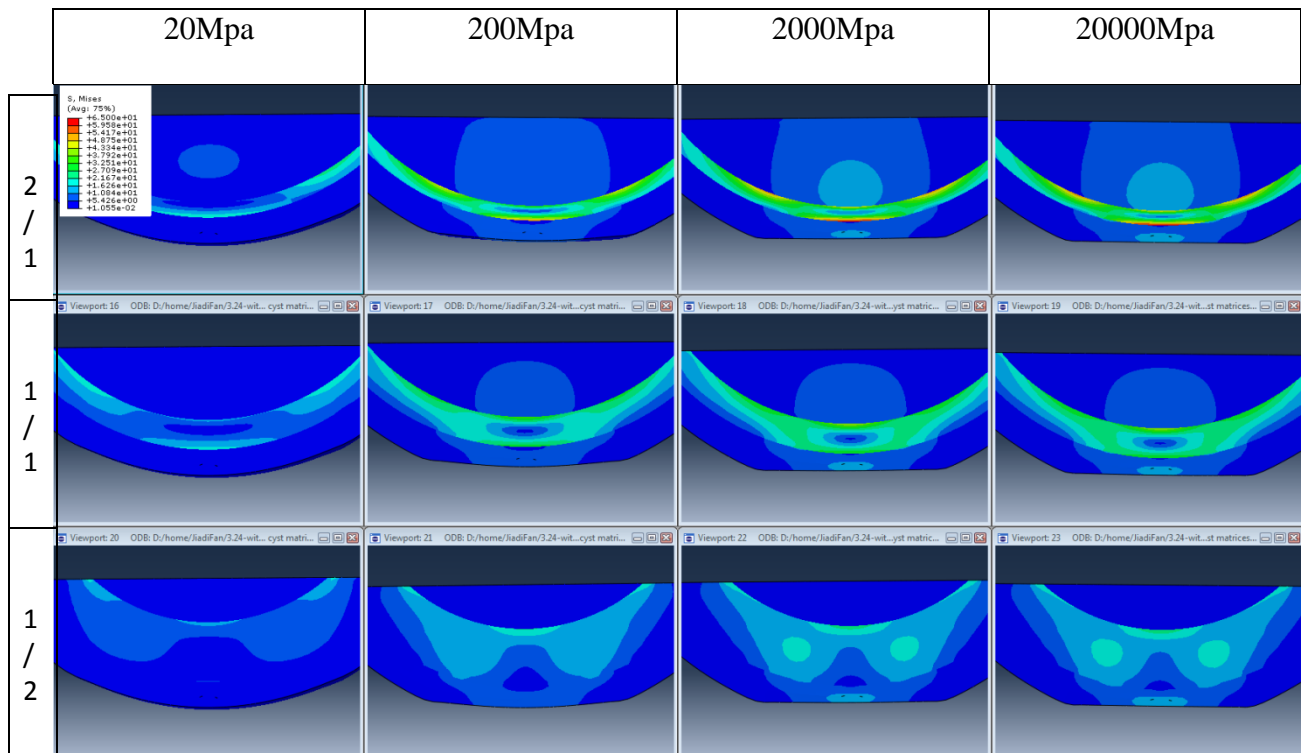 20Mpa 200Mpa 2000Mpa 20000Mpa
S, Mises
(Avg: 75%)
+6.500e+01
+5.958e+01
+5.417e+01
+4.875e+01
+4.334e+01
+3.792e+01
+3.251e+01
+2.709e+01
+2.167e+01
+1.626e+01
+1.084e+01
+5.426e+00
+1.055e-02
2
/
1
Viewport: 16 ODB: D:/home/JiadiFan/3.24-wit... cyst matri... Viewport: 17 ODB: D:/home/JiadiFan/3.24-wit...cyst matri... Viewport: 18 ODB: D:/home/JiadiFan/3.24-wit...cyst matrices... Viewport: 19 ODB: D:/home/JiadiFan/3.24-wit...st matrices...
1
/
1
Viewport: 20 ODB: D:/home/JiadiFan/3.24-wit... cyst matri... Viewport: 21 ODB: D:/home/JiadiFan/3.24-wit... cyst matri... Viewport: 22 ODB: D:/home/JiadiFan/3.24-wit...yst matrices... Viewport: 23 ODB: D:/home/JiadiFan/3.24-wit...st matrices...
1
/
2